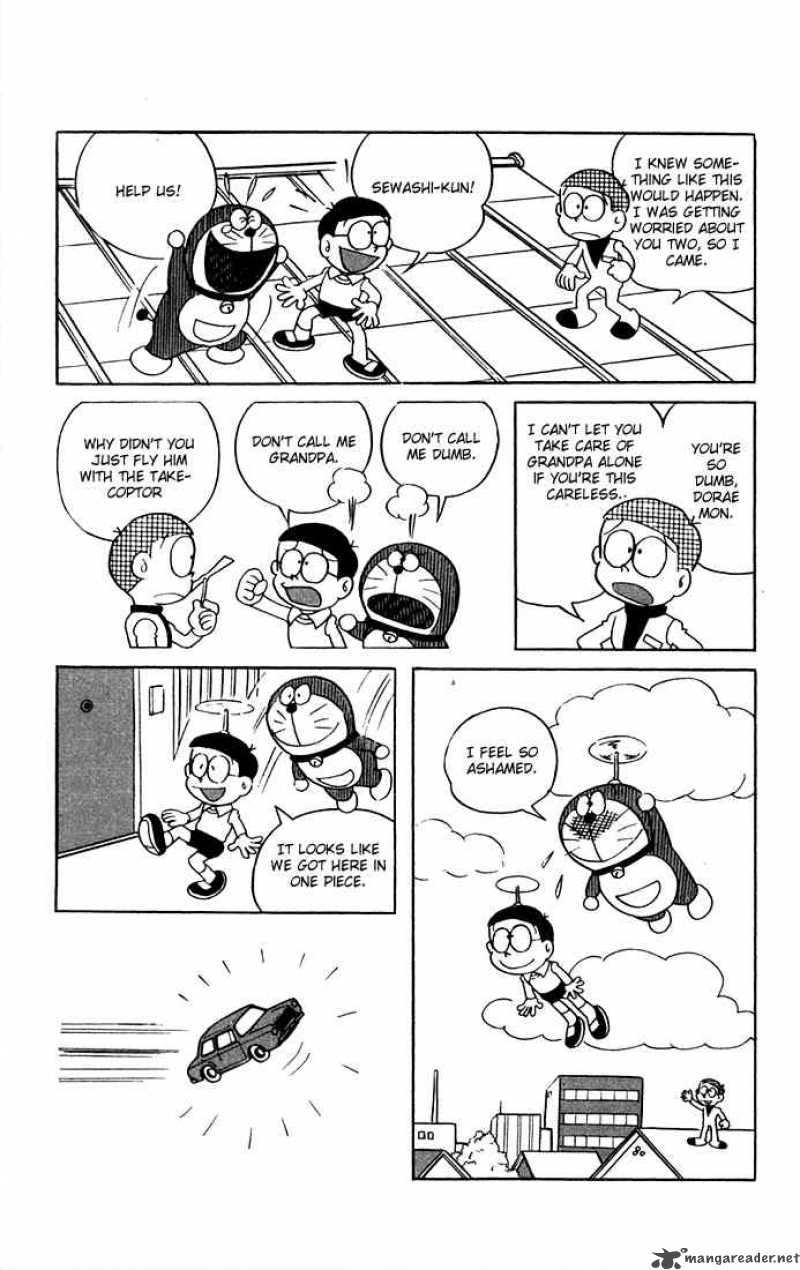 I KNEW SOME-
THING LIKE THIS
WOULD HAPPEN.
I WAS GETTING
WORRIED ABOUT
YOU TWO, SO I
CAME.
SEWASHI-KUN!
HELP US!
YOU'RE
SO
DUMB,
DORAE
MON.
I CAN'T LET YOU
TAKE CARE OF
GRANDPA ALONE
IF YOU'RE THIS
CARELESS..
DON'T CALL
ME DUMB.
DON'T CALL ME
GRANDPA.
WHY DIDN'T YOU
JUST FLY HIM
WITH THE TAKE-
COPTOR
I FEEL SO
ASHAMED.
IT LOOKS LIKE
WE GOT HERE IN
ONE PIECE.
mangareader.net